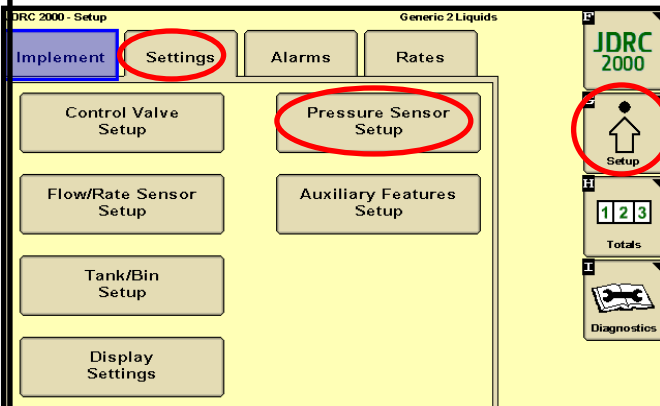 JDRC 2000 - Setup
Generic 2 Liquids
Implement
Settings
Alarms
Rates
Control Valve
Setup
Pressure Sensor
Setup
Flow/Rate Sensor
Setup
Auxiliary Features
Setup
Tank/Bin
Setup
Display
Settings
F
JDRC
2000
G
Setup
H
1 2 3
Totals
I
Diagnostics